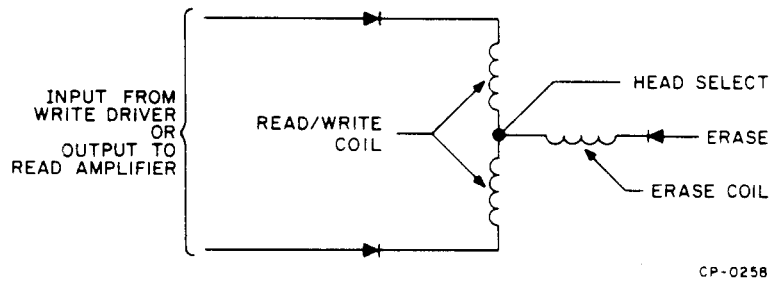 INPUT FROM
WRITE DRIVER
OR
OUTPUT TO
READ AMPLIFIER
READ/WRITE
COIL
HEAD SELECT
ERASE
ERASE COIL
CP-0258